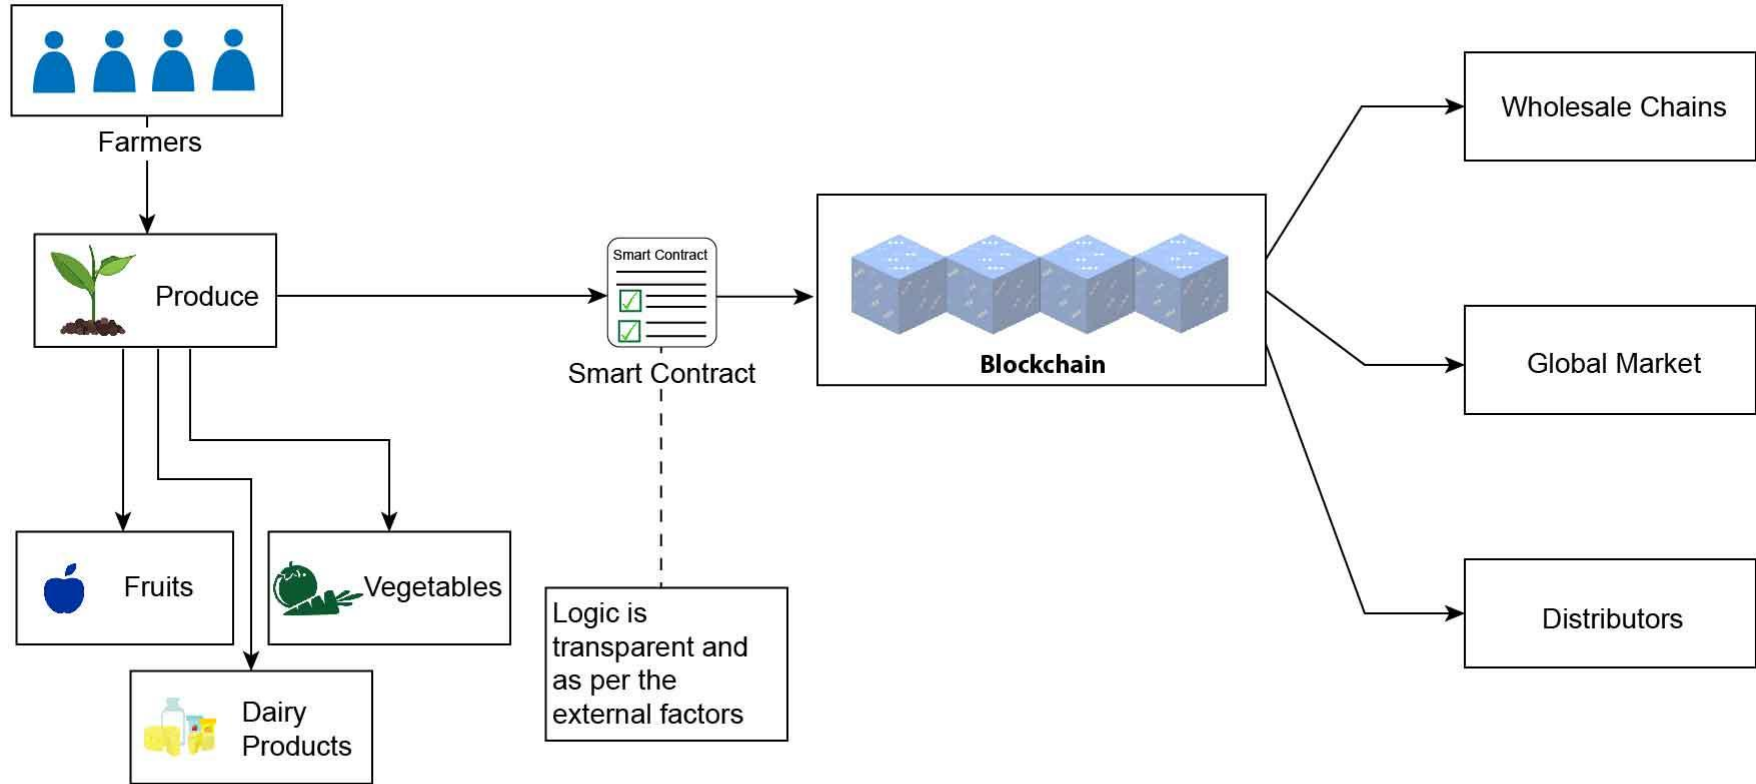 Farmers
Produce
Smart Contract
Smart Contract
Blockchain
Wholesale Chains
Global Market
Distributors
Fruits
Vegetables
Dairy
Products
Logic is
transparent and
as per the
external factors